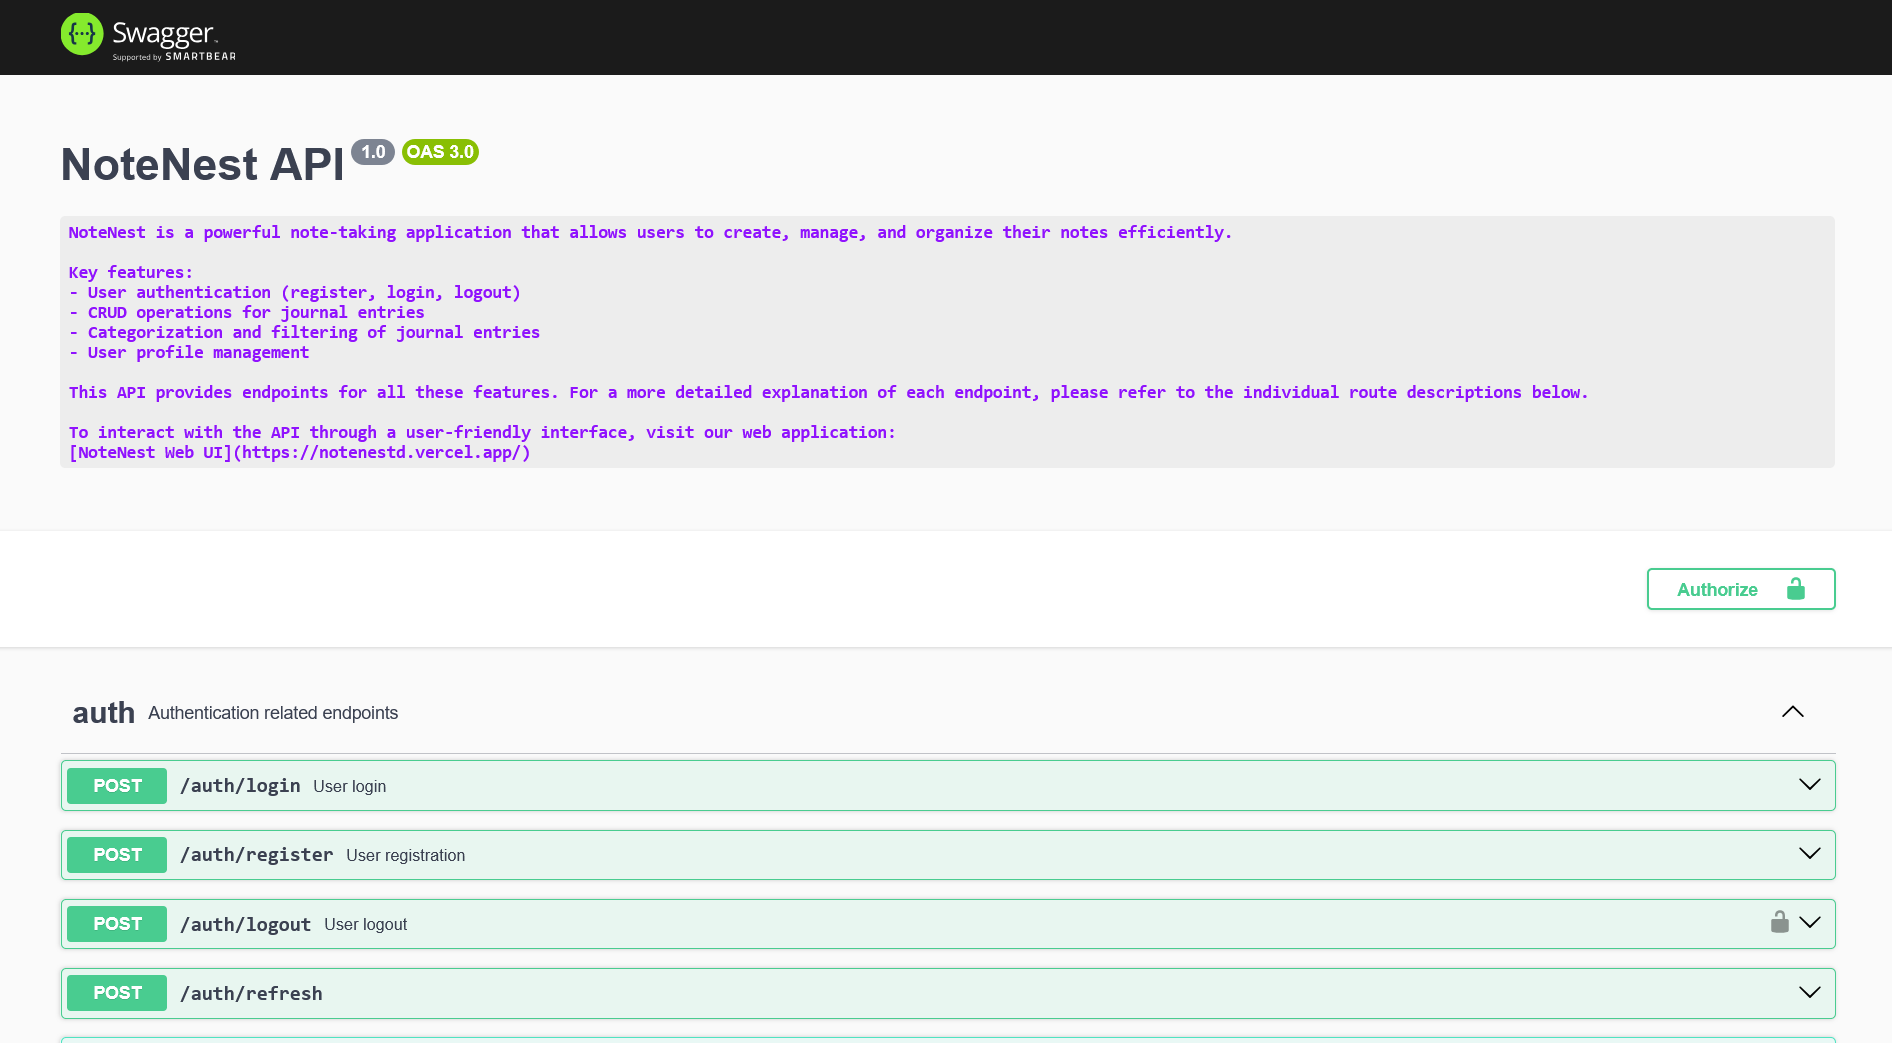 {···} Swagger™
Supported by SMARTBEAR
NoteNest API 1.0 OAS 3.0
NoteNest is a powerful note-taking application that allows users to create, manage, and organize their notes efficiently.
Key features:
- User authentication (register, login, logout)
- CRUD operations for journal entries
- Categorization and filtering of journal entries
- User profile management
This API provides endpoints for all these features. For a more detailed explanation of each endpoint, please refer to the individual route descriptions below.
To interact with the API through a user-friendly interface, visit our web application:
[NoteNest Web UI](https://notenestd.vercel.app/)
Authorize
auth Authentication related endpoints
POST /auth/login User login
POST /auth/register User registration
POST /auth/logout User logout
POST /auth/refresh